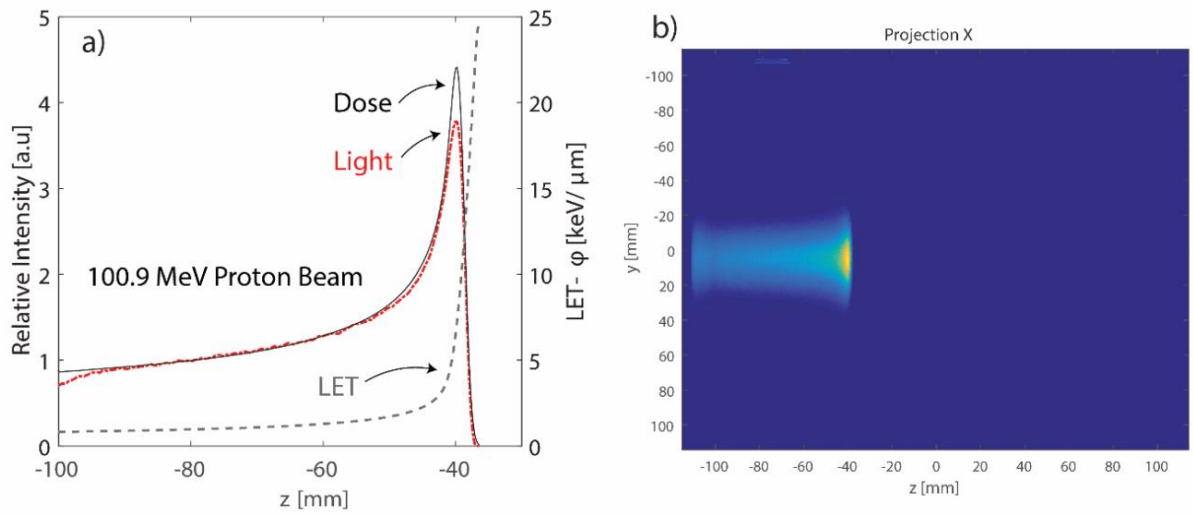 a)
5
4
3
2
1
0
Relative Intensity [a.u]
25
20
15
10
5
0
LET- φ [keV/ μm]
Dose
Light
100.9 MeV Proton Beam
LET
-100 -80 -60 -40
z [mm]
b)
Projection X
-100
-80
-60
-40
-20
0
20
40
60
80
100
y [mm]
-100 -80 -60 -40 -20 0 20 40 60 80 100
z [mm]